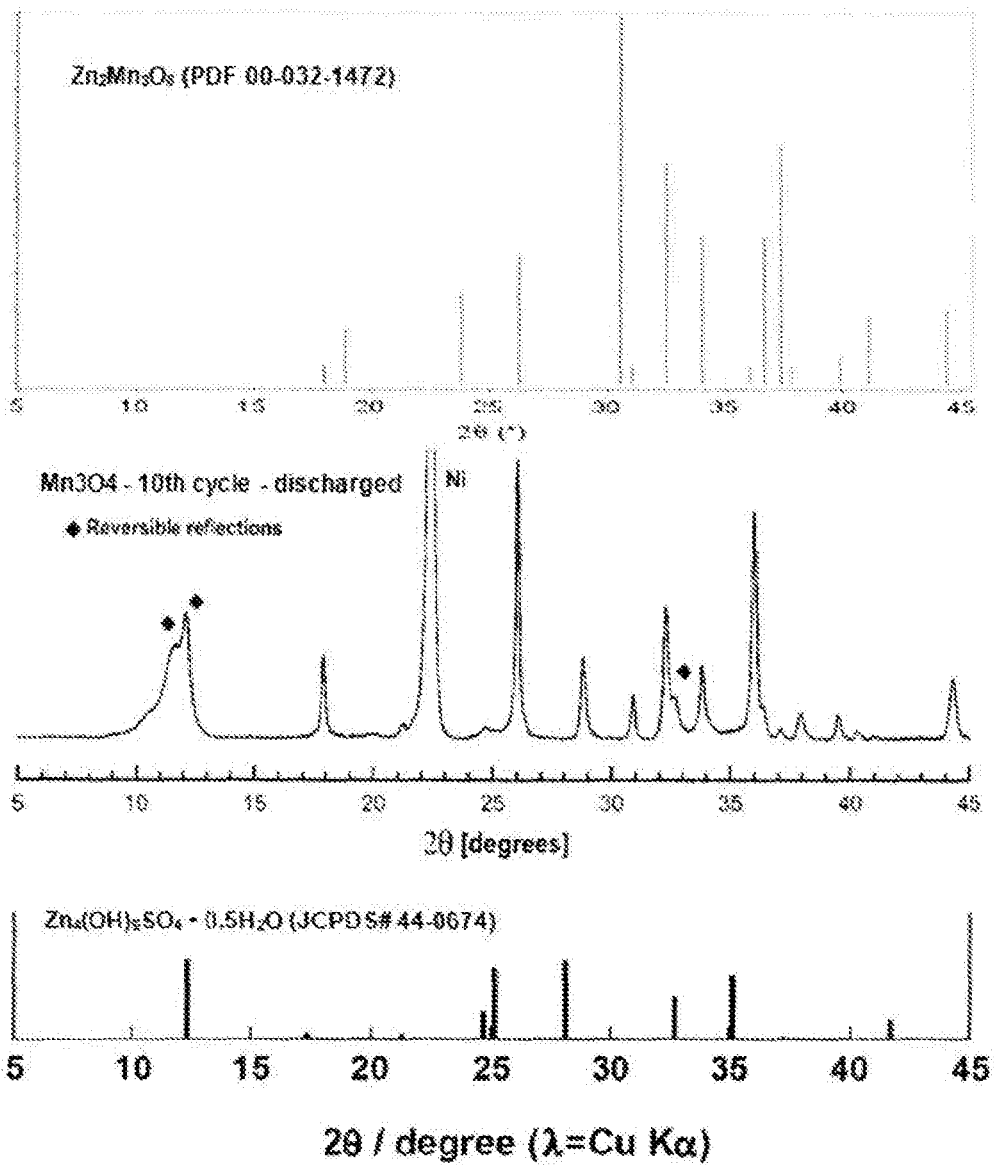 Zn₂Mn₃O₈ (PDF 00-032-1472)
5 10 15 20 25 30 35 40 45
2θ (°)
Mn3O4 - 10th cycle - discharged
Ni
◆ Reversible reflections
5 10 15 20 25 30 35 40 45
2θ [degrees]
Zn₄(OH)₆SO₄ · 0.5H₂O (JCPDS# 44-0674)
5 10 15 20 25 30 35 40 45
2θ / degree (λ=Cu Kα)